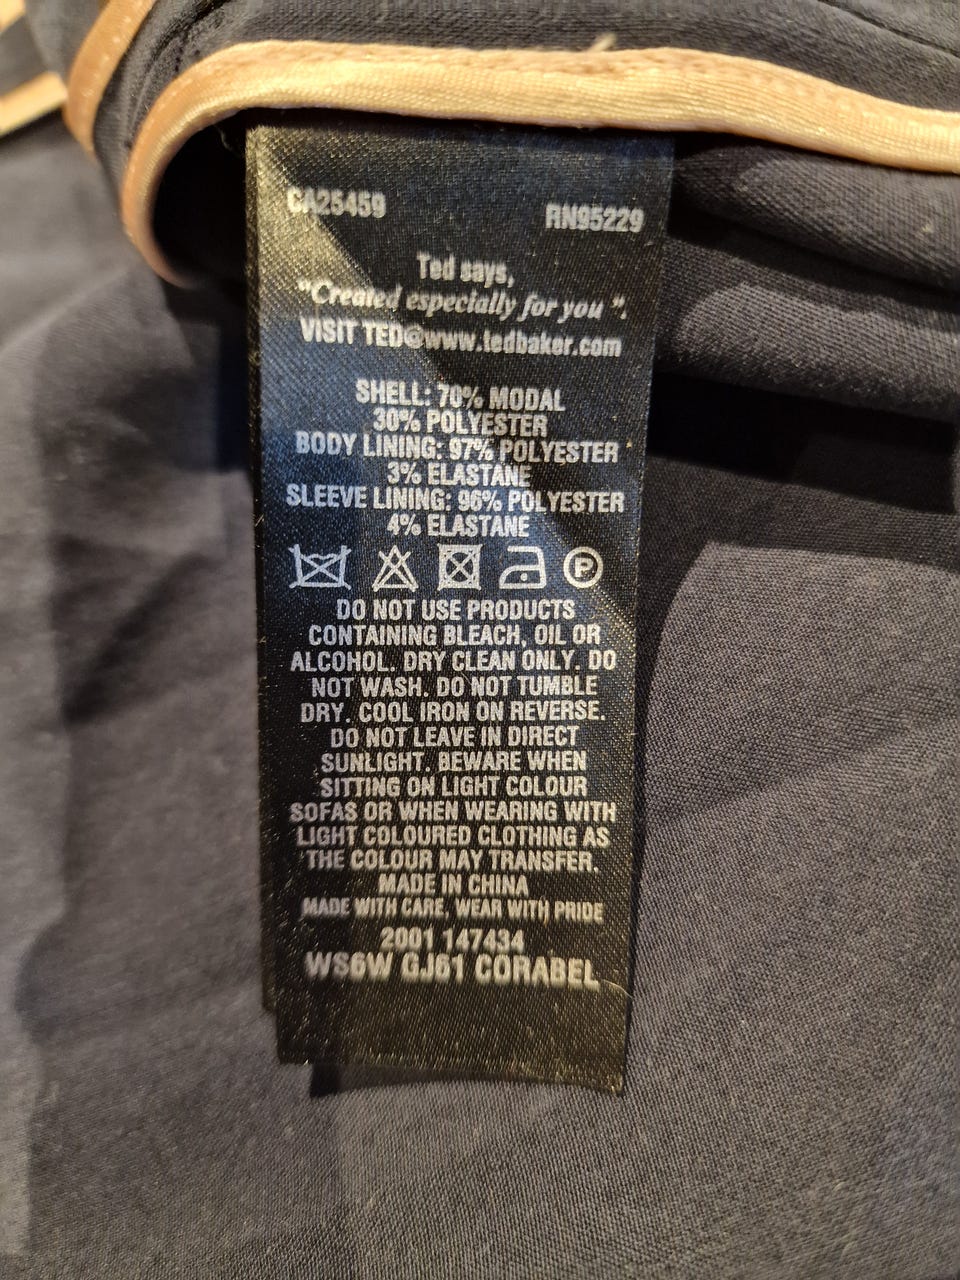 CA25459 RN95229
Ted says,
"Created especially for you ".
VISIT TED@www.tedbaker.com
SHELL: 70% MODAL
30% POLYESTER
BODY LINING: 97% POLYESTER
3% ELASTANE
SLEEVE LINING: 96% POLYESTER
4% ELASTANE
P
DO NOT USE PRODUCTS
CONTAINING BLEACH, OIL OR
ALCOHOL. DRY CLEAN ONLY. DO
NOT WASH. DO NOT TUMBLE
DRY. COOL IRON ON REVERSE.
DO NOT LEAVE IN DIRECT
SUNLIGHT. BEWARE WHEN
SITTING ON LIGHT COLOUR
SOFAS OR WHEN WEARING WITH
LIGHT COLOURED CLOTHING AS
THE COLOUR MAY TRANSFER.
MADE IN CHINA
MADE WITH CARE, WEAR WITH PRIDE
2001 147434
WS6W GJ61 CORABEL